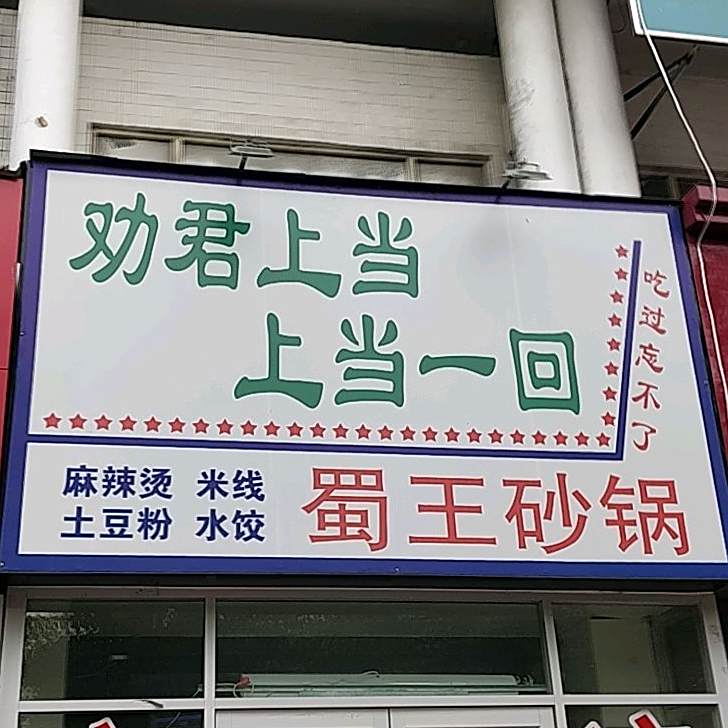 劝君上当
上当一回
吃过忘不了
麻辣烫 米线
土豆粉 水饺
蜀王砂锅